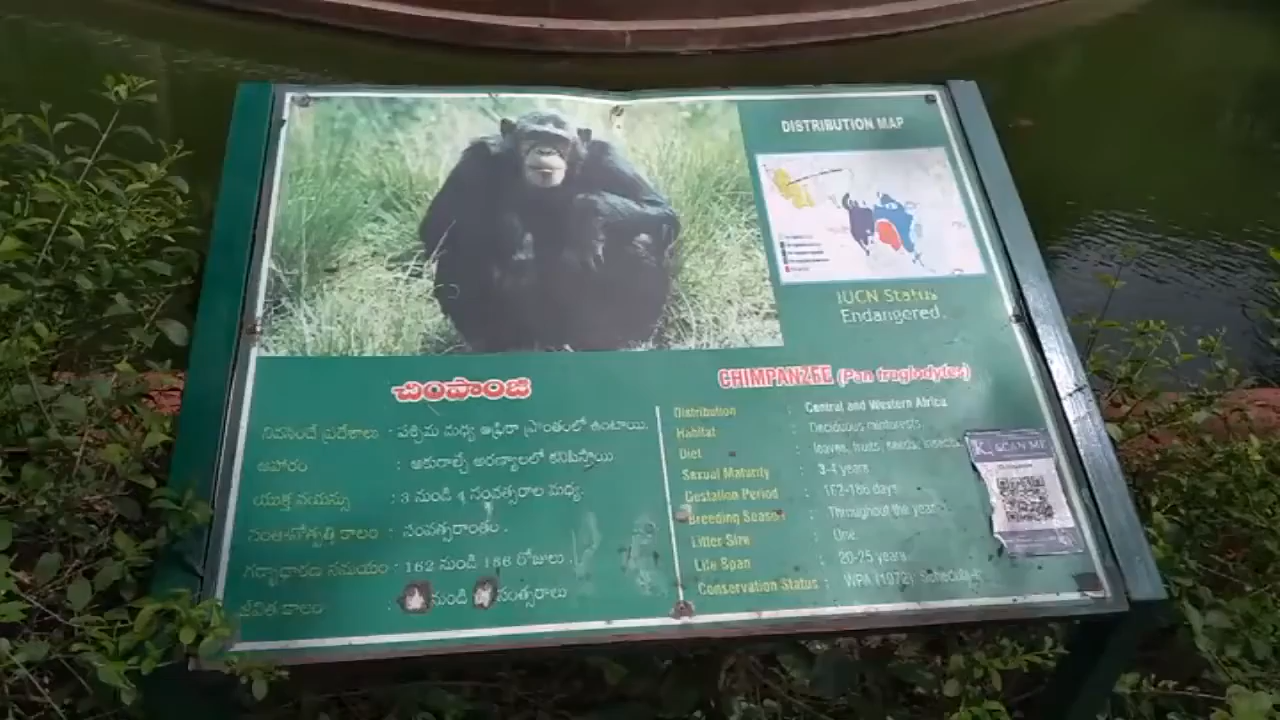 DISTRIBUTION MAP
IUCN Status
Endangered.
చింపాంజీ
నివసించే ప్రదేశాలు : పశ్చిమ మధ్య ఆఫ్రికా ప్రాంతంలో ఉంటాయి.
ఆహారం : ఆకురాల్చే అరణ్యాలలో కనిపిస్తాయి
యుక్త వయస్సు : 3 నుండి 4 సంవత్సరాల మధ్య.
సంతానోత్పత్తి కాలం : సంవత్సరాంతం.
గర్భాధారణ సమయం : 162 నుండి 186 రోజులు.
జీవిత కాలం : నుండి సంత్సరాలు
CHIMPANZEE (Pan troglodytes)
Distribution : Central and Western Africa
Habitat : Deciduous rainforests
Diet : leaves, fruits, seeds, insects
Sexual Maturity : 3-4 years
Gestation Period : 162-186 days
Breeding Season : Throughout the year
Litter Size : One.
Life Span : 20-25 years
Conservation Status : WPA (1972) Schedule-I
SCAN ME